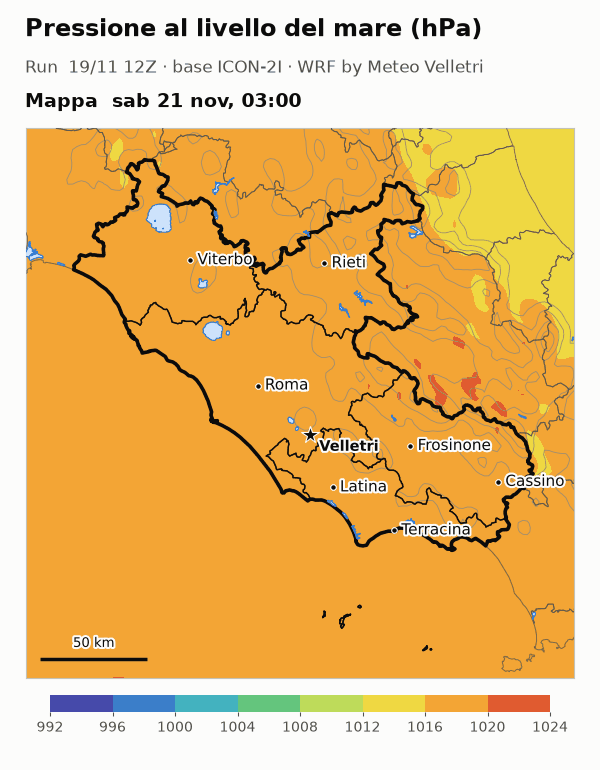 Pressione al livello del mare (hPa)
Run  19/11 12Z · base ICON-2I · WRF by Meteo Velletri
Mappa  sab 21 nov, 03:00
Viterbo
Rieti
Roma
Velletri
Frosinone
Cassino
Latina
Terracina
50 km
992 996 1000 1004 1008 1012 1016 1020 1024